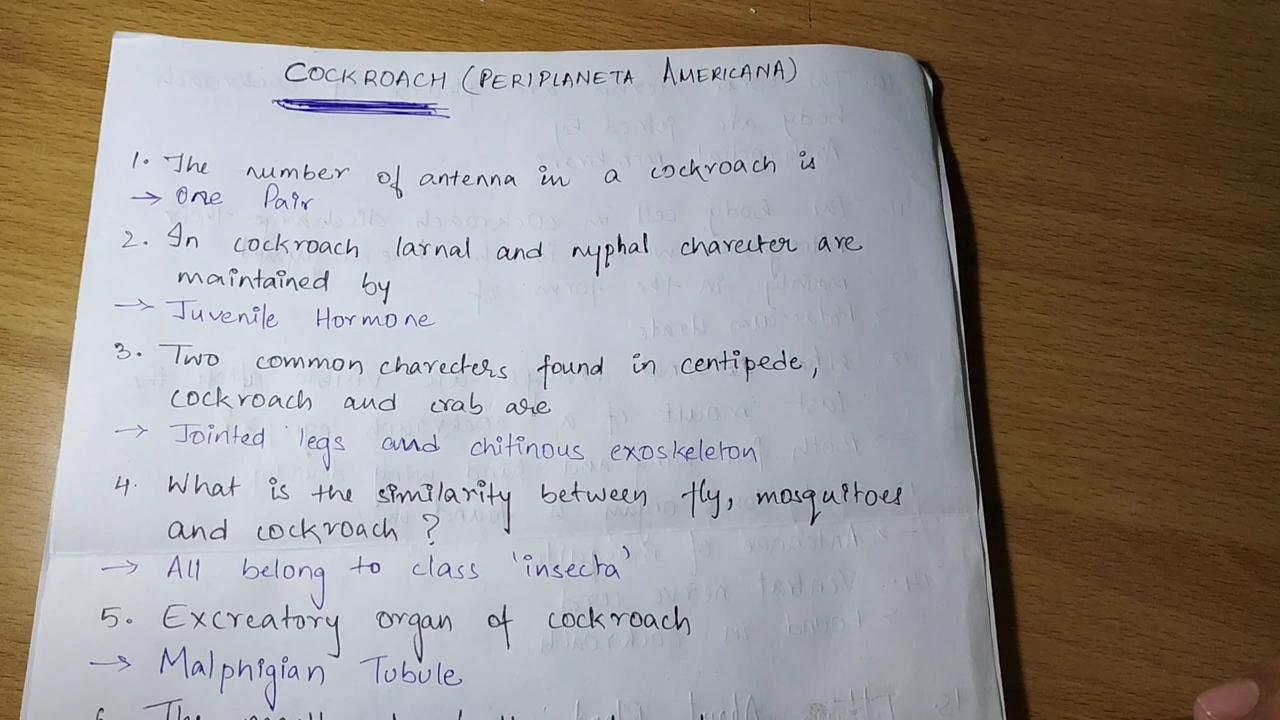 COCKROACH (PERIPLANETA AMERICANA)
1. The number of antenna in a cockroach is
→ One Pair
2. In cockroach larnal and nyphal charecter are
maintained by
→ Juvenile Hormone
3. Two common charecters found in centipede,
cockroach and crab are
→ Jointed legs and chitinous exoskeleton
4. What is the similarity between fly, mosquitoes
and cockroach ?
→ All belong to class 'insecta'
5. Excreatory organ of cockroach
→ Malphigian Tubule
6. The